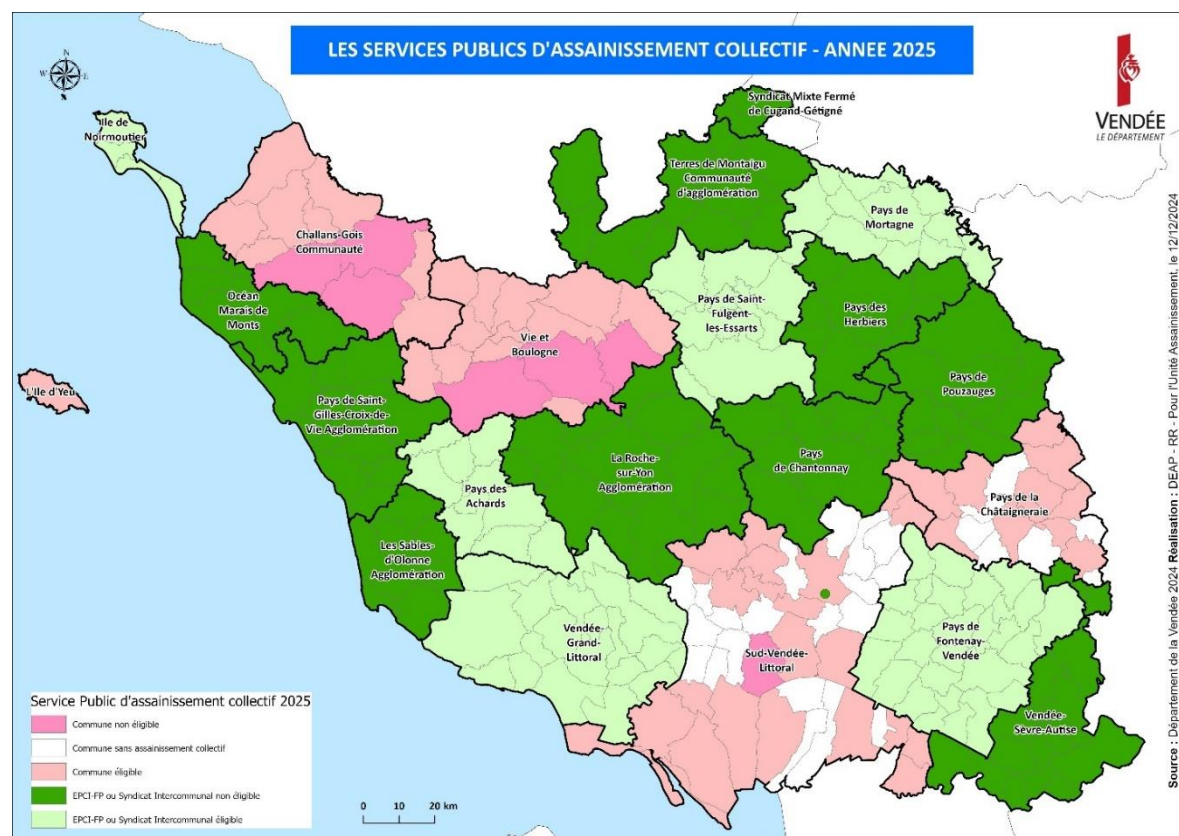 LES SERVICES PUBLICS D'ASSAINISSEMENT COLLECTIF - ANNEE 2025
VENDÉE
LE DÉPARTEMENT
N
W
E
S
Ile de
Noirmoutier
Syndicat Mixte Fermé
de Cugand-Gétigné
Terres de Montaigu
Communauté
d'agglomération
Pays de
Mortagne
Challans-Gois
Communauté
Océan
Marais de
Monts
Pays de Saint-
Fulgent-
les-Essarts
Pays des
Herbiers
Vie et
Boulogne
L'Ile d'Yeu
Pays de Saint-
Gilles-Croix-de-
Vie Agglomération
Pays de
Pouzauges
La Roche-
sur-Yon
Agglomération
Pays
de Chantonnay
Pays des
Achards
Pays de la
Châtaigneraie
Les Sables-
d'Olonne
Agglomération
Vendée-
Grand-
Littoral
Sud-Vendée-
Littoral
Pays de
Fontenay-
Vendée
Vendée-
Sèvre-Autise
Service Public d'assainissement collectif 2025
Commune non éligible
Commune sans assainissement collectif
Commune éligible
EPCI-FP ou Syndicat Intercommunal non éligible
EPCI-FP ou Syndicat Intercommunal éligible
0 10 20 km
Source : Département de la Vendée 2024 Réalisation : DEAP - RR - Pour l'Unité Assainissement, le 12/12/2024